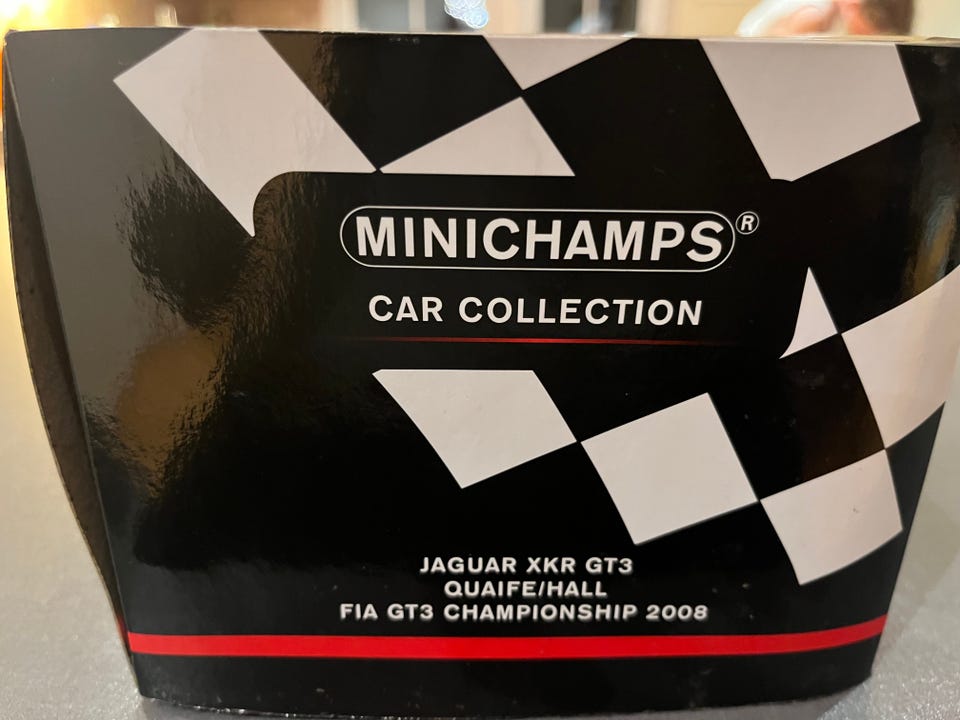 MINICHAMPS®
CAR COLLECTION
JAGUAR XKR GT3
QUAIFE/HALL
FIA GT3 CHAMPIONSHIP 2008